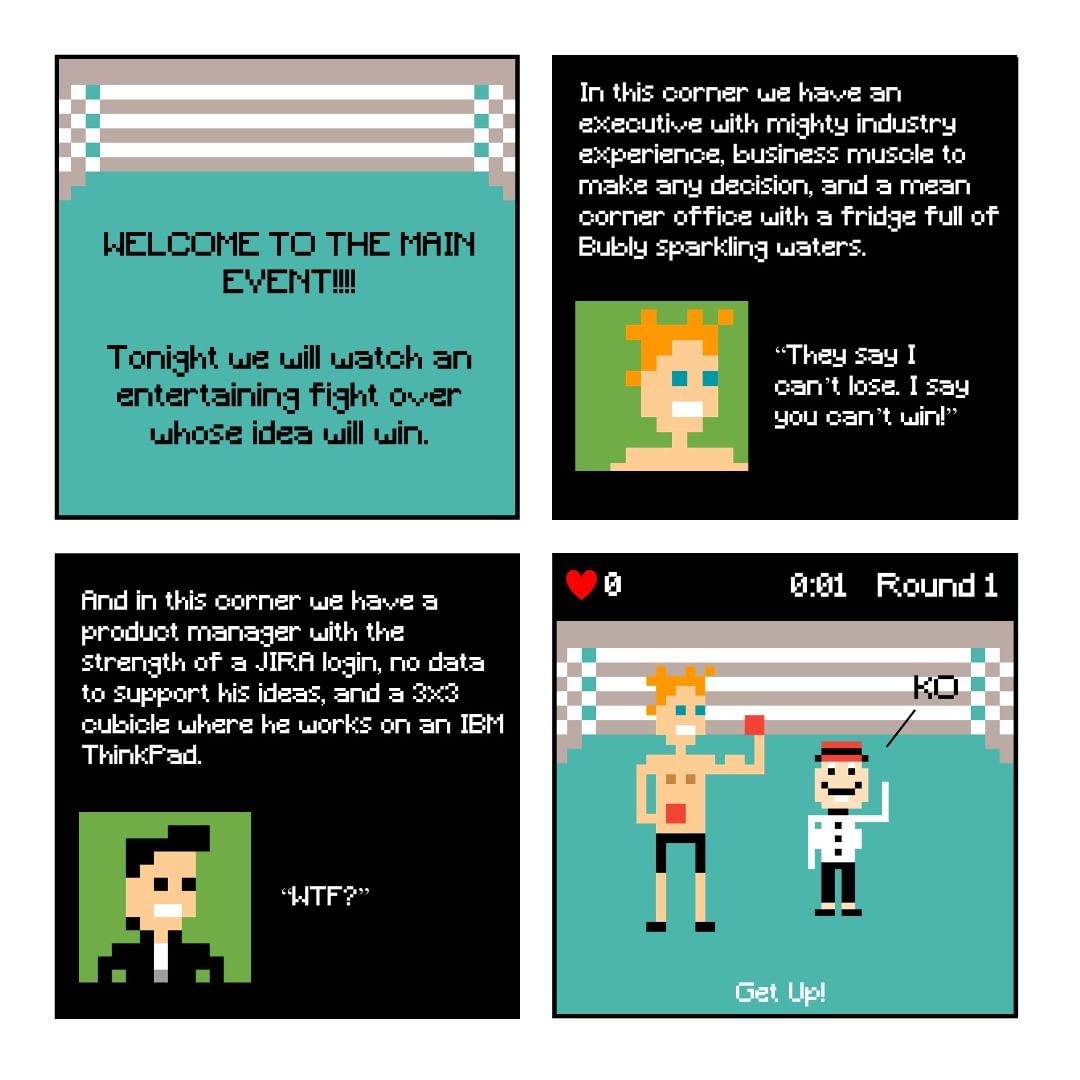 WELCOME TO THE MAIN
EVENT!!!!
Tonight we will watch an
entertaining fight over
whose idea will win.
In this corner we have an
executive with mighty industry
experience, business muscle to
make any decision, and a mean
corner office with a fridge full of
Bubly sparkling waters.
“They say I
can’t lose. I say
you can’t win!”
And in this corner we have a
product manager with the
strength of a JIRA login, no data
to support his ideas, and a 3x3
cubicle where he works on an IBM
ThinkPad.
“WTF?”
0 0:01 Round 1
KO
Get Up!